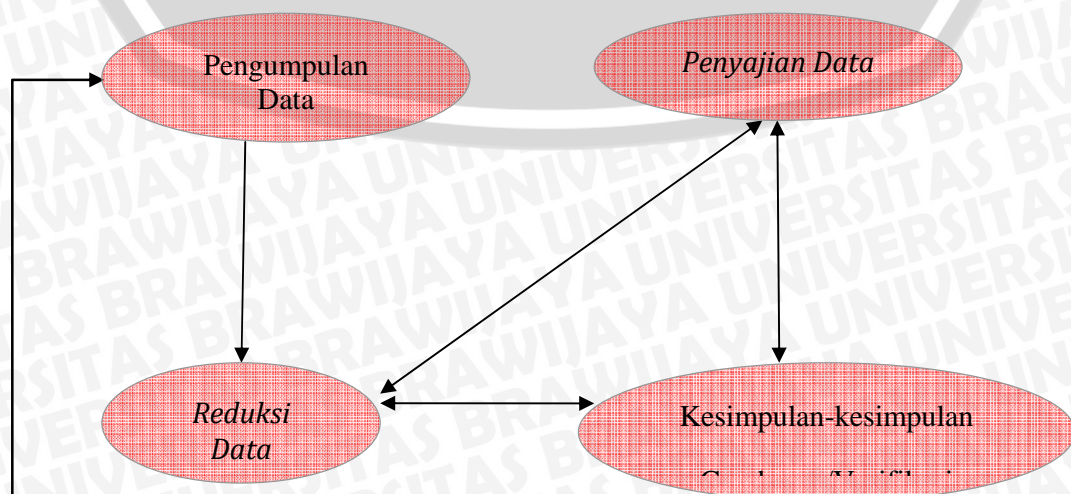 Pengumpulan
Data
Penyajian Data
Reduksi
Data
Kesimpulan-kesimpulan